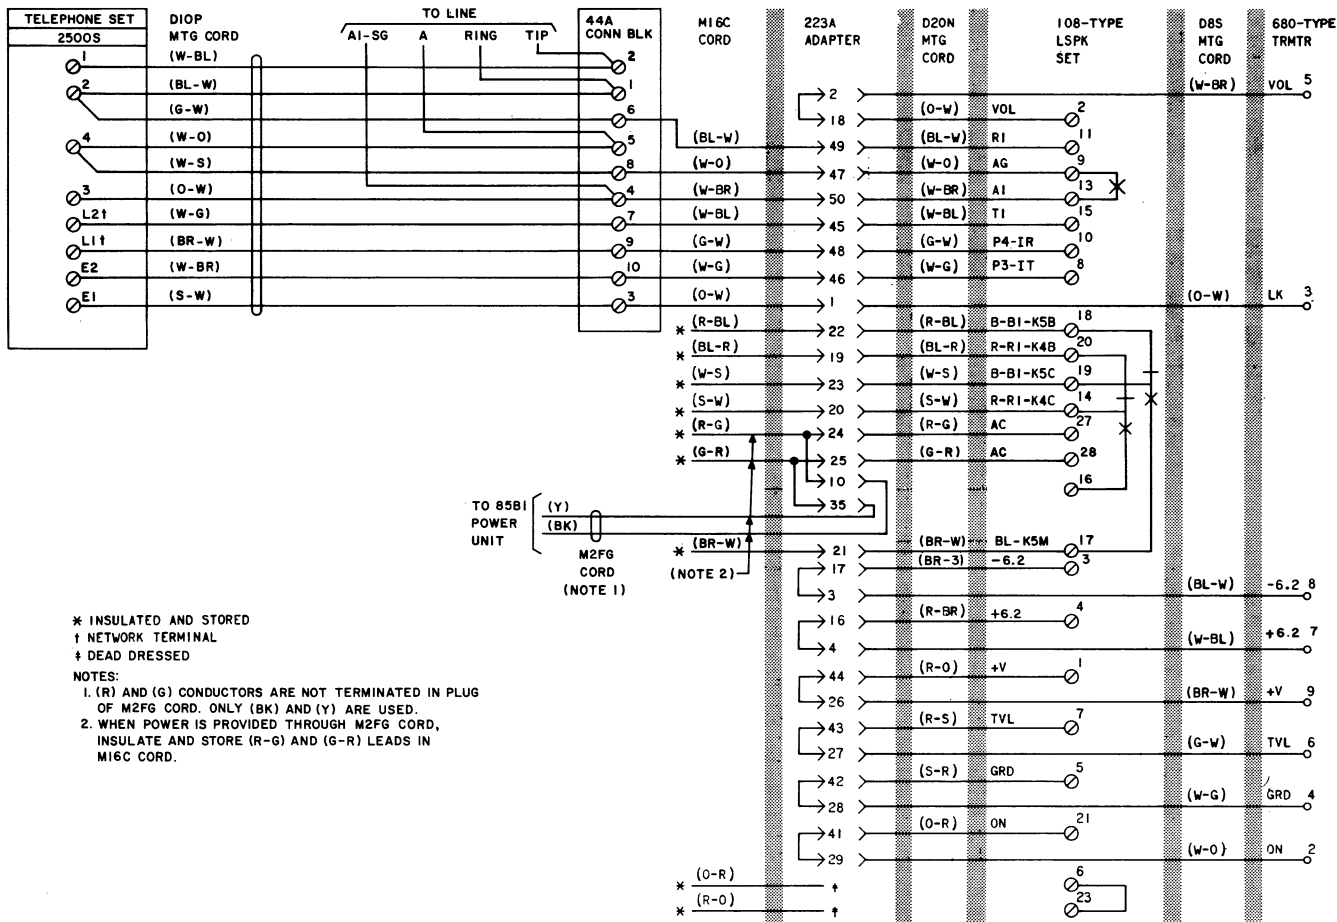 TELEPHONE SET
2500S
D10P
MTG CORD
TO LINE
A1-SG A RING TIP
44A
CONN BLK
M16C
CORD
223A
ADAPTER
D20N
MTG
CORD
108-TYPE
LSPK
SET
D8S
MTG
CORD
680-TYPE
TRMTR
1 (W-BL) 2
2 (BL-W) 1
(G-W) 6
4 (W-O) 5
(W-S) 8
3 (O-W) 4
L2† (W-G) 7
L1† (BR-W) 9
E2 (W-BR) 10
E1 (S-W) 3
2 (W-BR) VOL 5
18 (O-W) VOL 2
(BL-W) 49 (BL-W) R1 11
(W-O) 47 (W-O) AG 9
(W-BR) 50 (W-BR) A1 13
(W-BL) 45 (W-BL) T1 15
(G-W) 48 (G-W) P4-IR 10
(W-G) 46 (W-G) P3-IT 8
(O-W) 1 (O-W) LK 3
* (R-BL) 22 (R-BL) B-B1-K5B 18
* (BL-R) 19 (BL-R) R-R1-K4B 20
* (W-S) 23 (W-S) B-B1-K5C 19
* (S-W) 20 (S-W) R-R1-K4C 14
* (R-G) 24 (R-G) AC 27
* (G-R) 25 (G-R) AC 28
10 16
35
TO 85B1
POWER
UNIT
(Y)
(BK)
M2FG
CORD
(NOTE 1)
* (BR-W) 21 (BR-W) BL-K5M 17
(NOTE 2)
17 (BR-3) -6.2 3
3 (BL-W) -6.2 8
16 (R-BR) +6.2 4
4 (W-BL) +6.2 7
44 (R-O) +V 1
26 (BR-W) +V 9
43 (R-S) TVL 7
27 (G-W) TVL 6
42 (S-R) GRD 5
28 (W-G) GRD 4
41 (O-R) ON 21
29 (W-O) ON 2
* (O-R) ‡ 6
* (R-O) ‡ 23
* INSULATED AND STORED
† NETWORK TERMINAL
‡ DEAD DRESSED
NOTES:
1. (R) AND (G) CONDUCTORS ARE NOT TERMINATED IN PLUG
OF M2FG CORD. ONLY (BK) AND (Y) ARE USED.
2. WHEN POWER IS PROVIDED THROUGH M2FG CORD,
INSULATE AND STORE (R-G) AND (G-R) LEADS IN
M16C CORD.